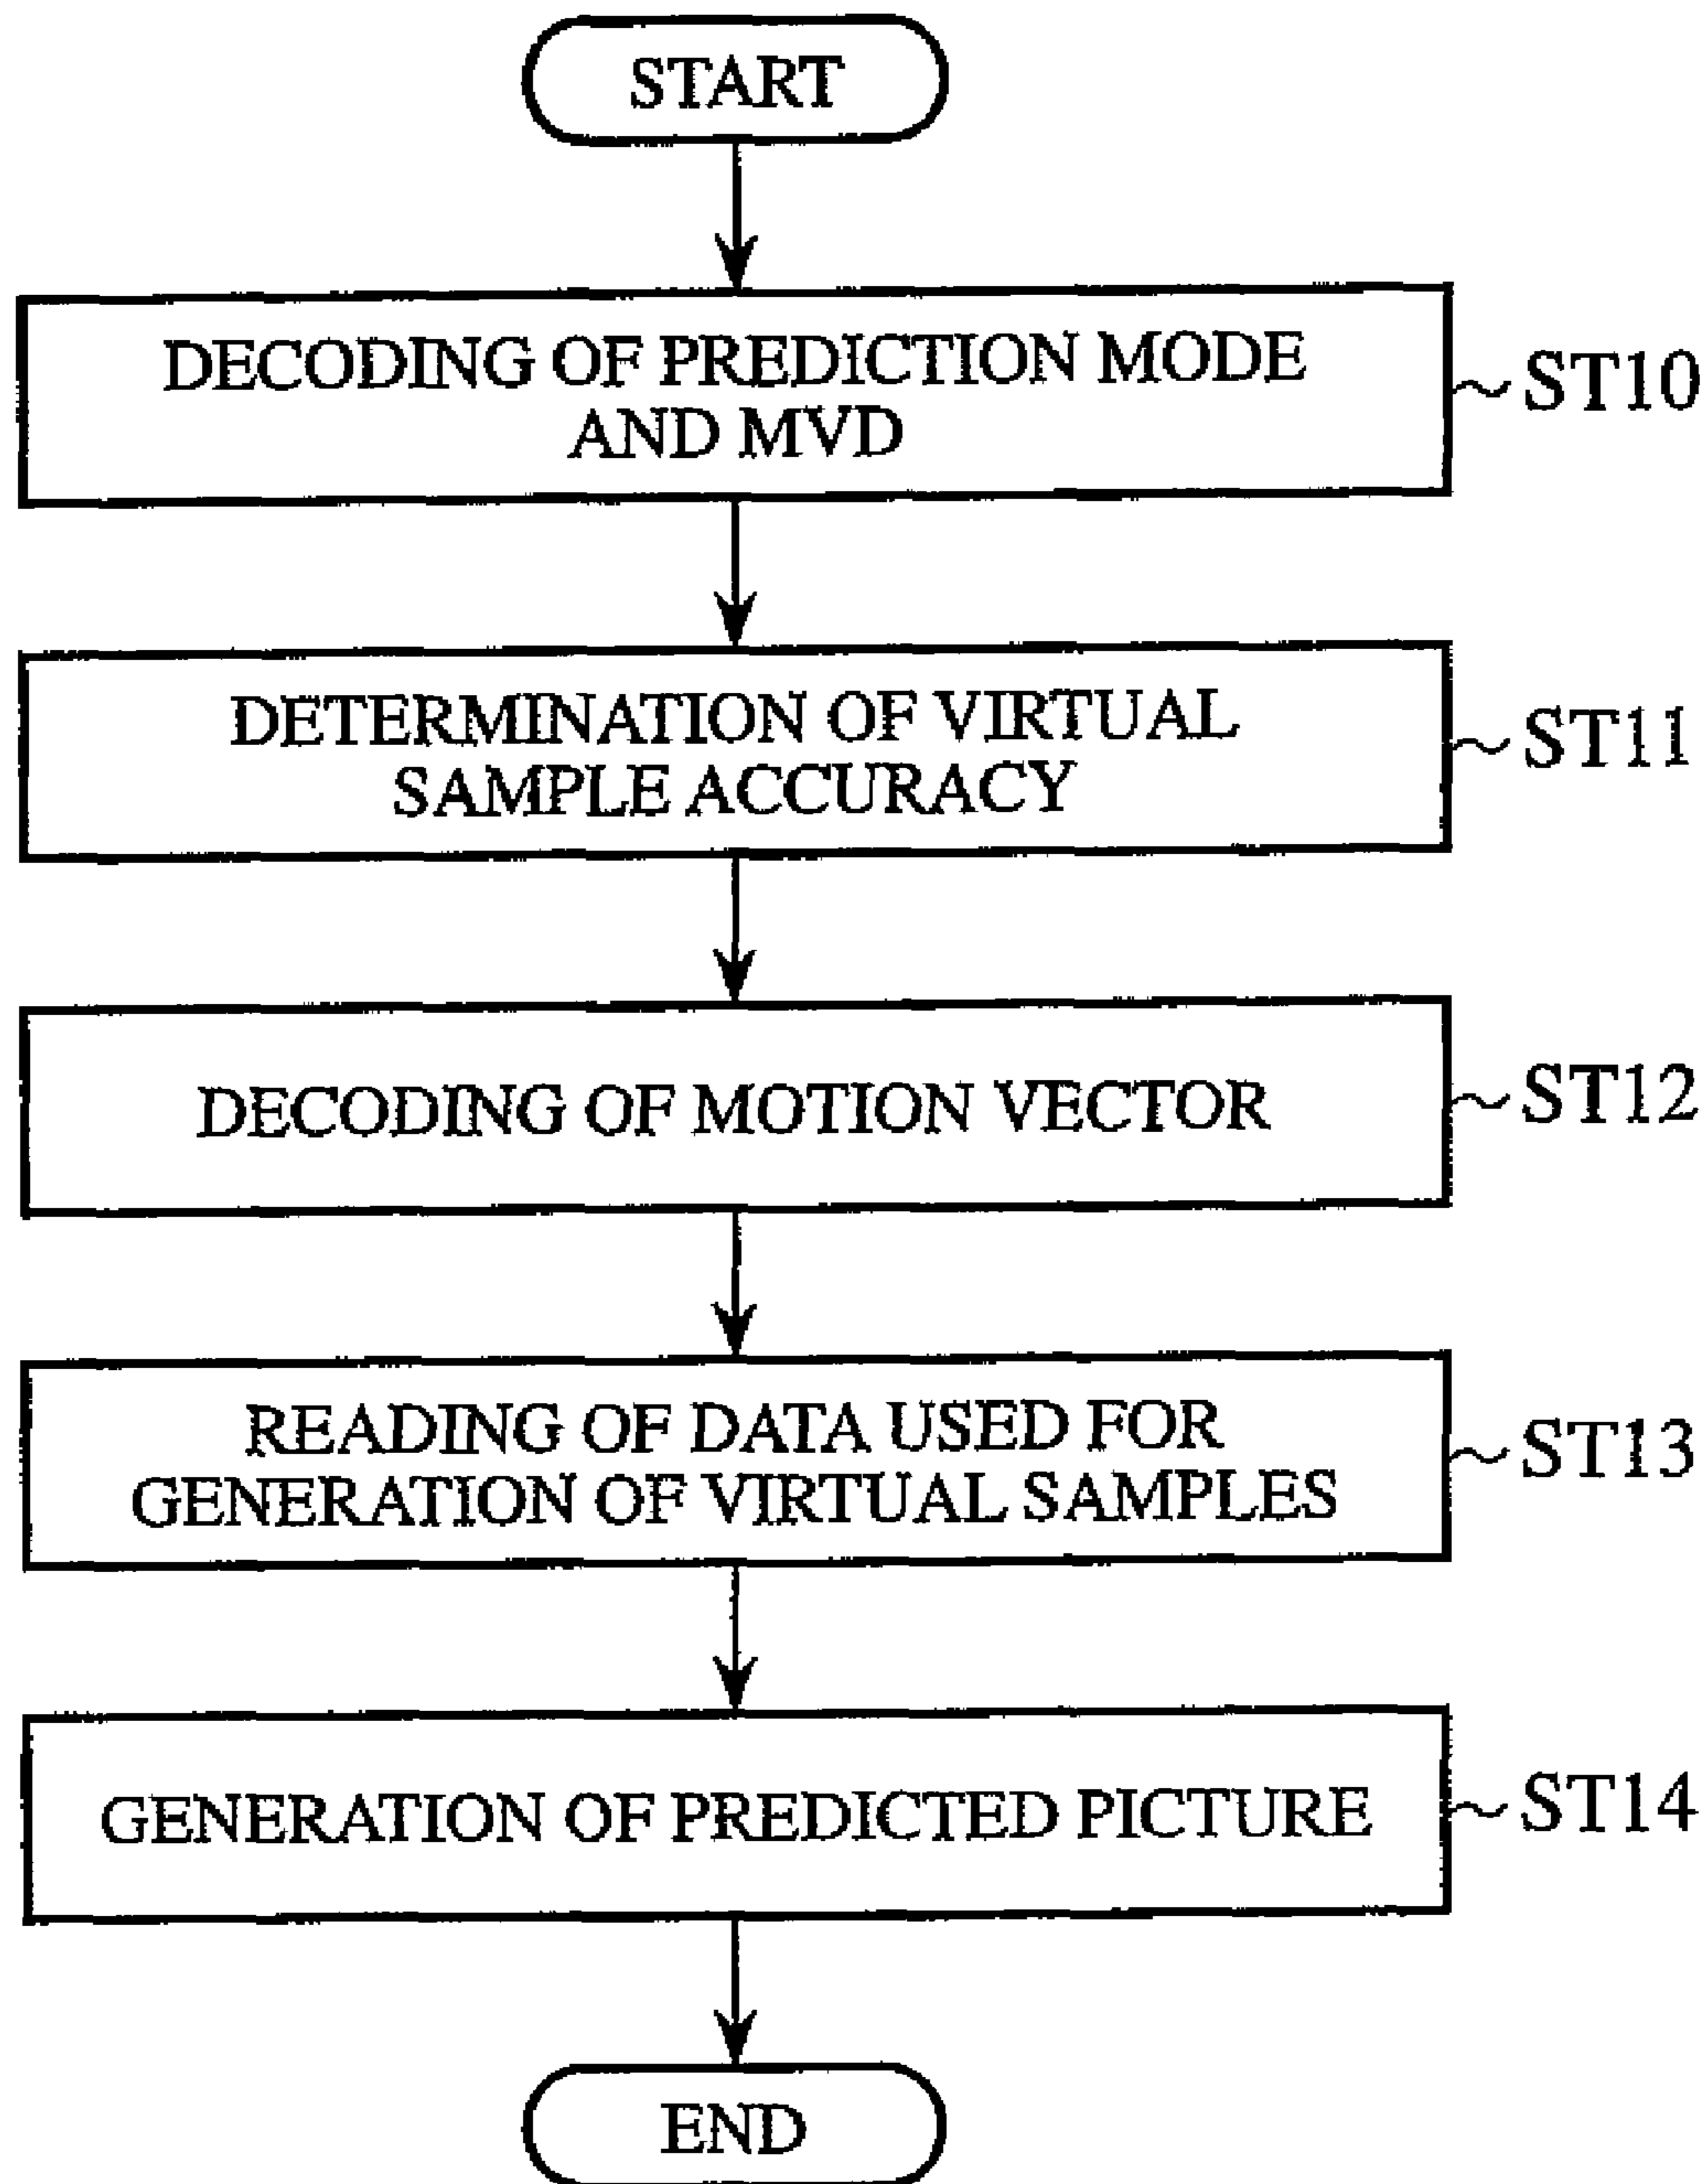 START
DECODING OF PREDICTION MODE
AND MVD
ST10
DETERMINATION OF VIRTUAL
SAMPLE ACCURACY
ST11
DECODING OF MOTION VECTOR
ST12
READING OF DATA USED FOR
GENERATION OF VIRTUAL SAMPLES
ST13
GENERATION OF PREDICTED PICTURE
ST14
END